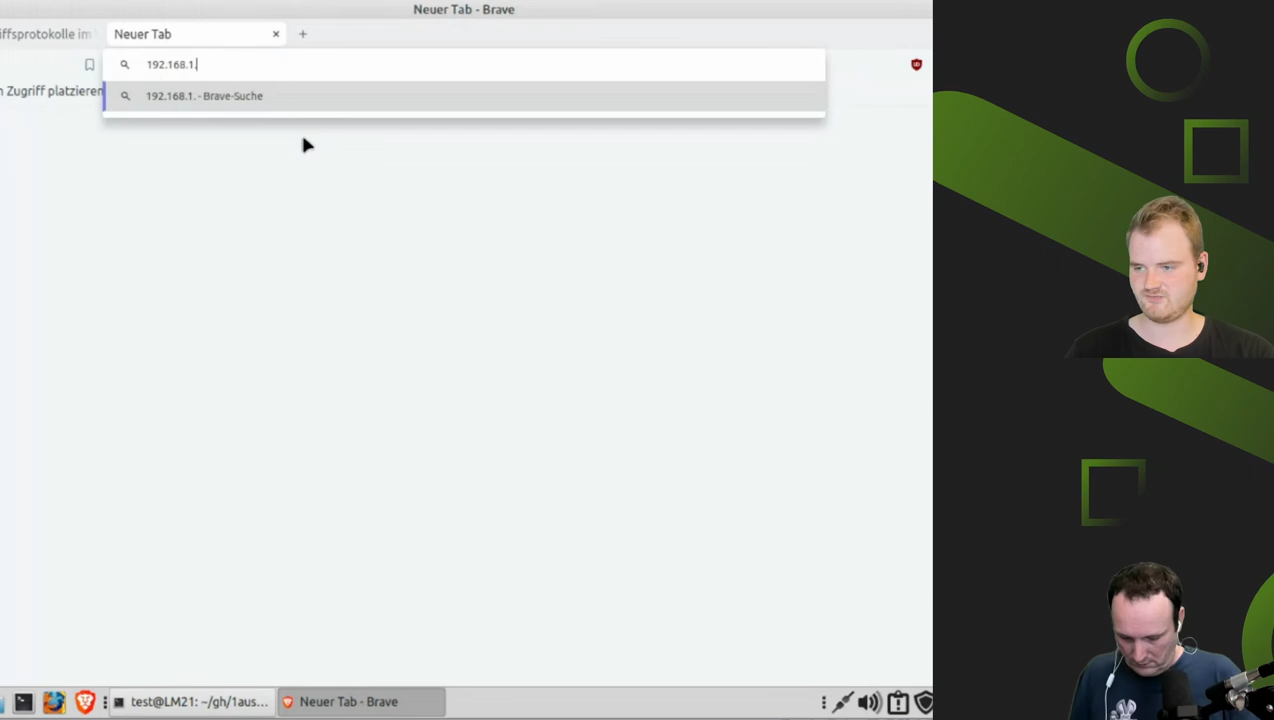 Neuer Tab - Brave
iffsprotokolle im
Neuer Tab
192.168.1.
n Zugriff platzieren
192.168.1. - Brave-Suche
test@LM21: ~/gh/1aus...
Neuer Tab - Brave